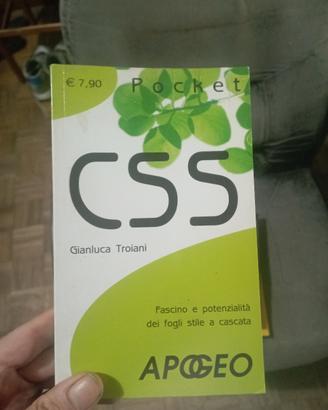 € 7,90
Pocket
CSS
Gianluca Troiani
Fascino e potenzialità
dei fogli stile a cascata
APOGEO